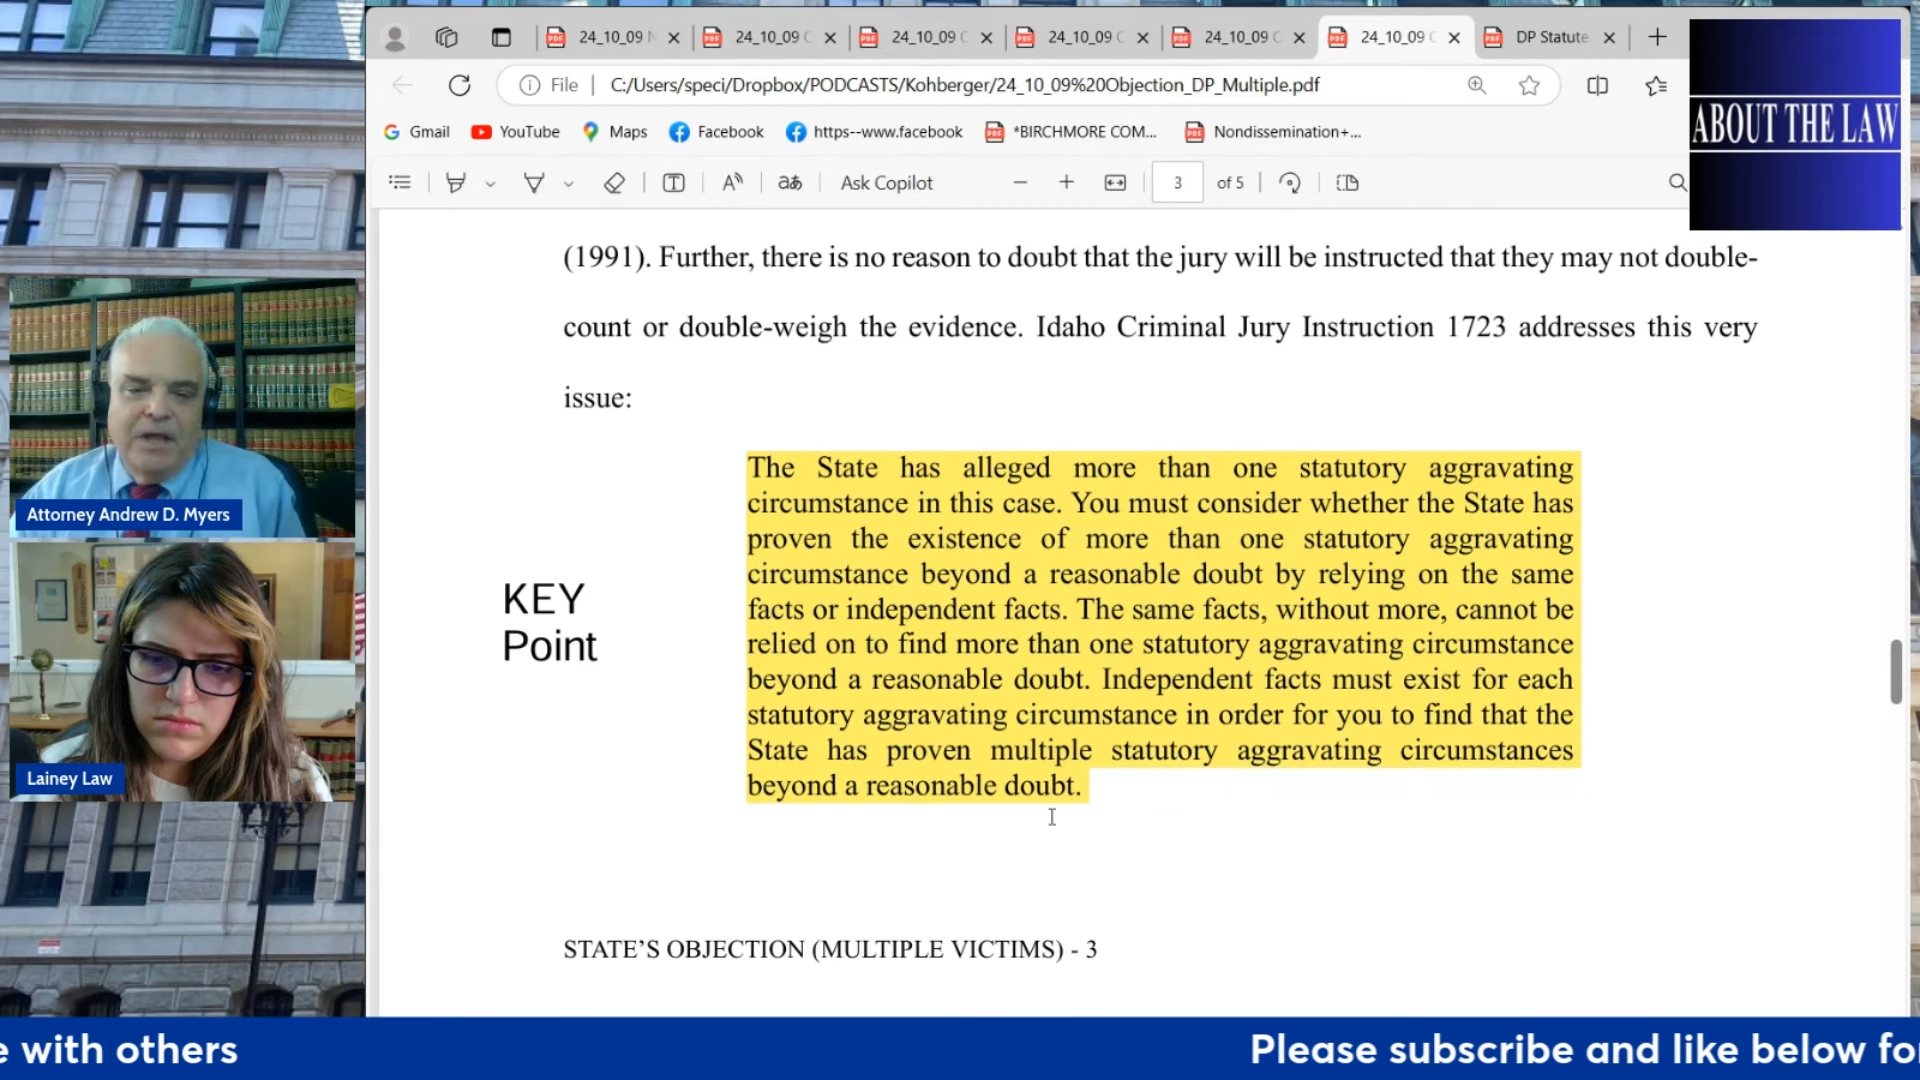 24_10_09
24_10_09
24_10_09
24_10_09
24_10_09
24_10_09
DP Statute
File
C:/Users/speci/Dropbox/PODCASTS/Kohberger/24_10_09%20Objection_DP_Multiple.pdf
Gmail
YouTube
Maps
Facebook
https--www.facebook
*BIRCHMORE COM...
Nondissemination+...
ABOUT THE LAW
Ask Copilot
3
of 5
(1991). Further, there is no reason to doubt that the jury will be instructed that they may not double-
count or double-weigh the evidence. Idaho Criminal Jury Instruction 1723 addresses this very
issue:
The State has alleged more than one statutory aggravating
circumstance in this case. You must consider whether the State has
proven the existence of more than one statutory aggravating
circumstance beyond a reasonable doubt by relying on the same
facts or independent facts. The same facts, without more, cannot be
relied on to find more than one statutory aggravating circumstance
beyond a reasonable doubt. Independent facts must exist for each
statutory aggravating circumstance in order for you to find that the
State has proven multiple statutory aggravating circumstances
beyond a reasonable doubt.
KEY
Point
STATE'S OBJECTION (MULTIPLE VICTIMS) - 3
Attorney Andrew D. Myers
Lainey Law
e with others
Please subscribe and like below fo